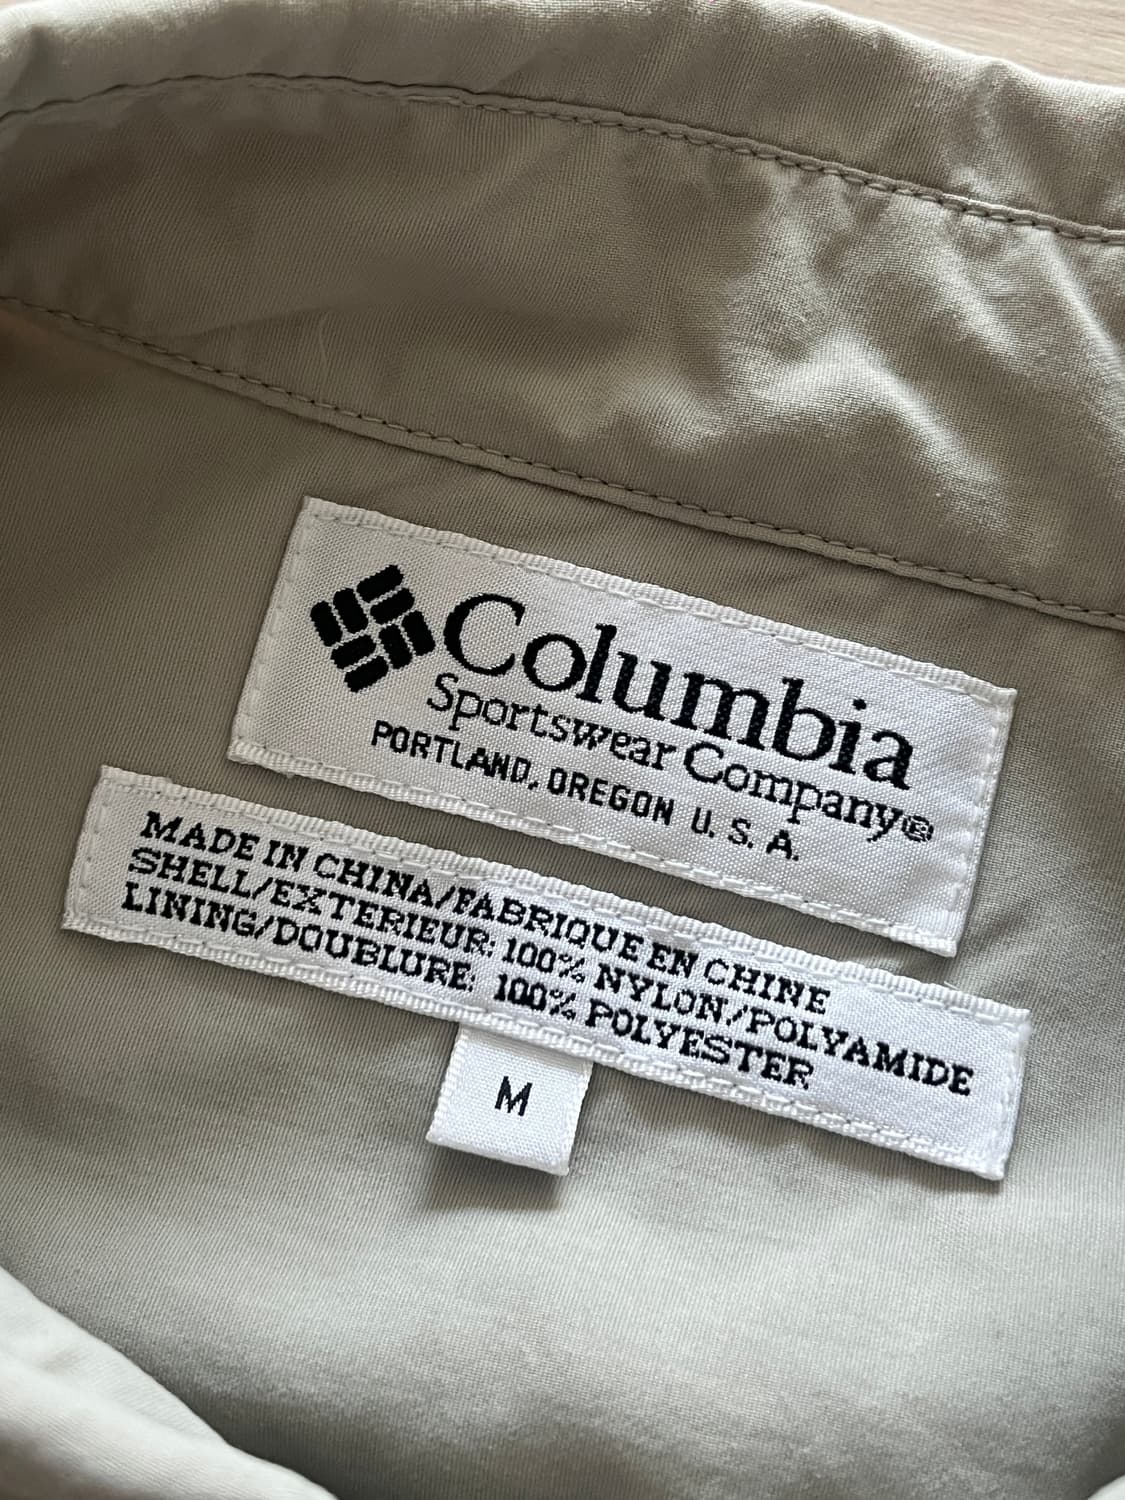 Columbia
Sportswear Company®
PORTLAND, OREGON U. S. A.
MADE IN CHINA/FABRIQUE EN CHINE
SHELL/EXTERIEUR: 100% NYLON/POLYAMIDE
LINING/DOUBLURE: 100% POLYESTER
M